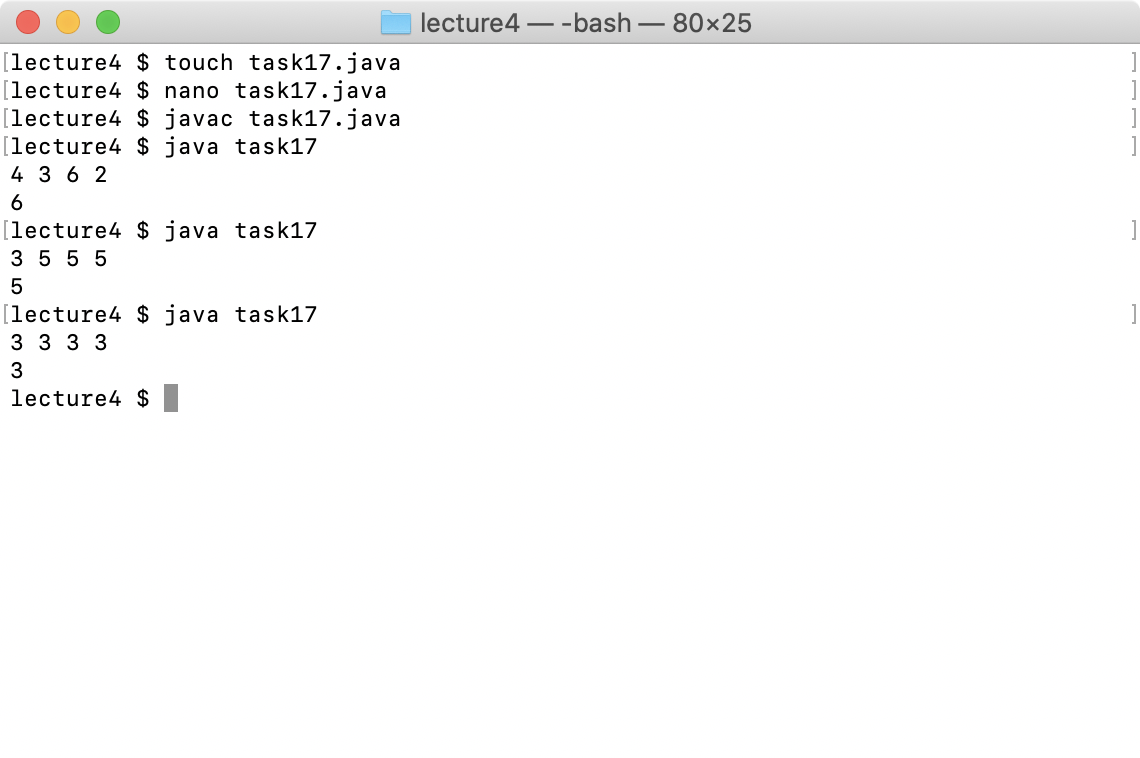 lecture4 — -bash — 80×25
[lecture4 $ touch task17.java ]
[lecture4 $ nano task17.java ]
[lecture4 $ javac task17.java ]
[lecture4 $ java task17 ]
4 3 6 2
6
[lecture4 $ java task17 ]
3 5 5 5
5
[lecture4 $ java task17 ]
3 3 3 3
3
lecture4 $